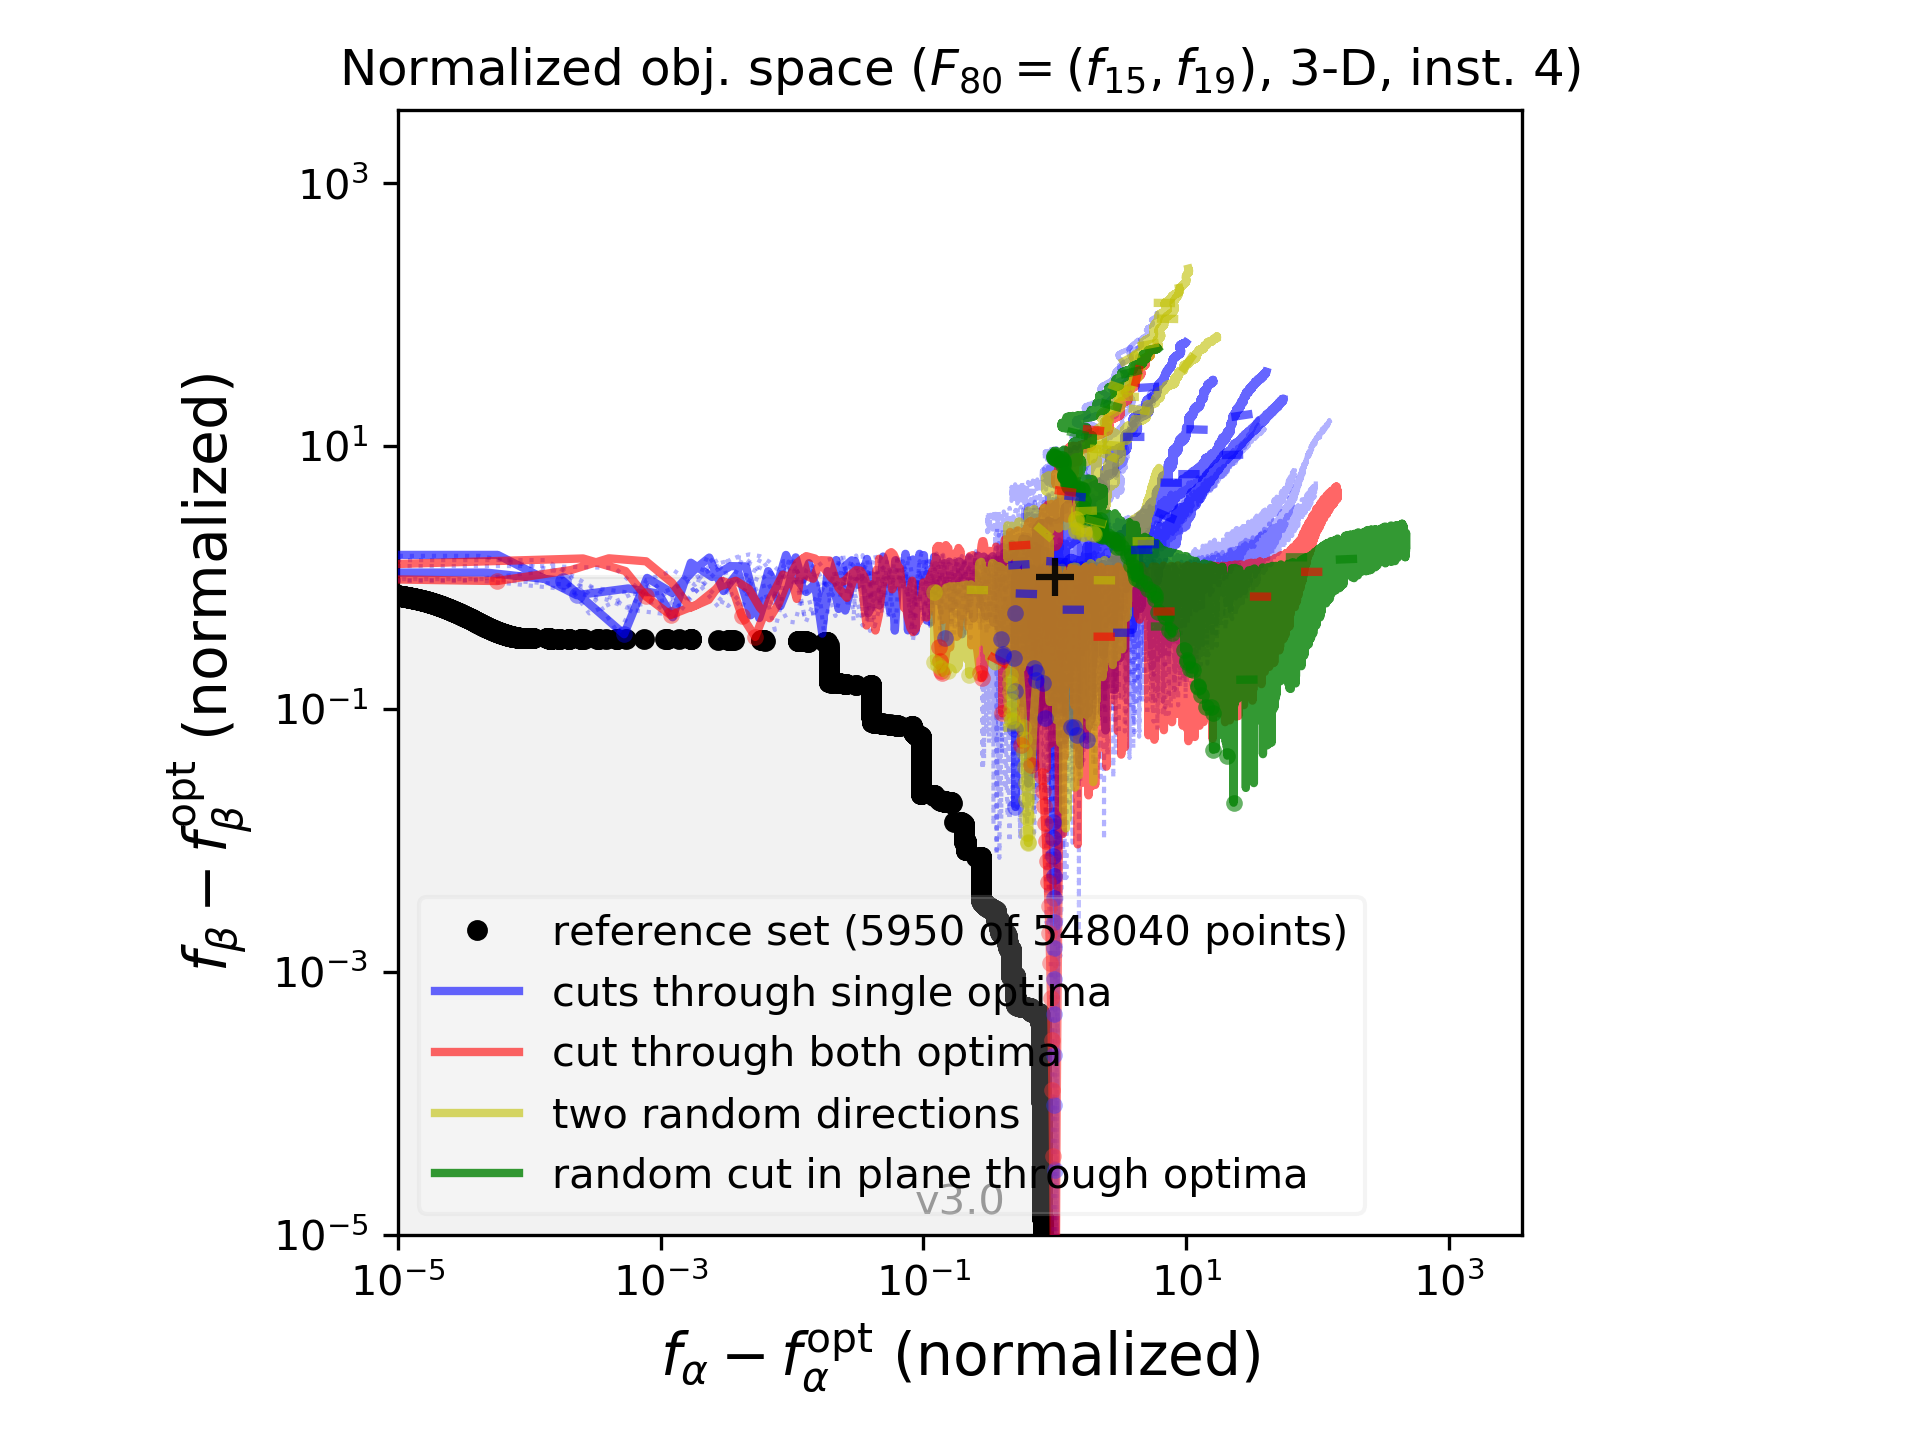 Normalized obj. space (F₈₀ = (f₁₅, f₁₉), 3-D, inst. 4)
10³
10¹
10⁻¹
10⁻³
10⁻⁵
f_β − f_β^opt (normalized)
reference set (5950 of 548040 points)
cuts through single optima
cut through both optima
two random directions
random cut in plane through optima
v3.0
10⁻⁵ 10⁻³ 10⁻¹ 10¹ 10³
f_α − f_α^opt (normalized)